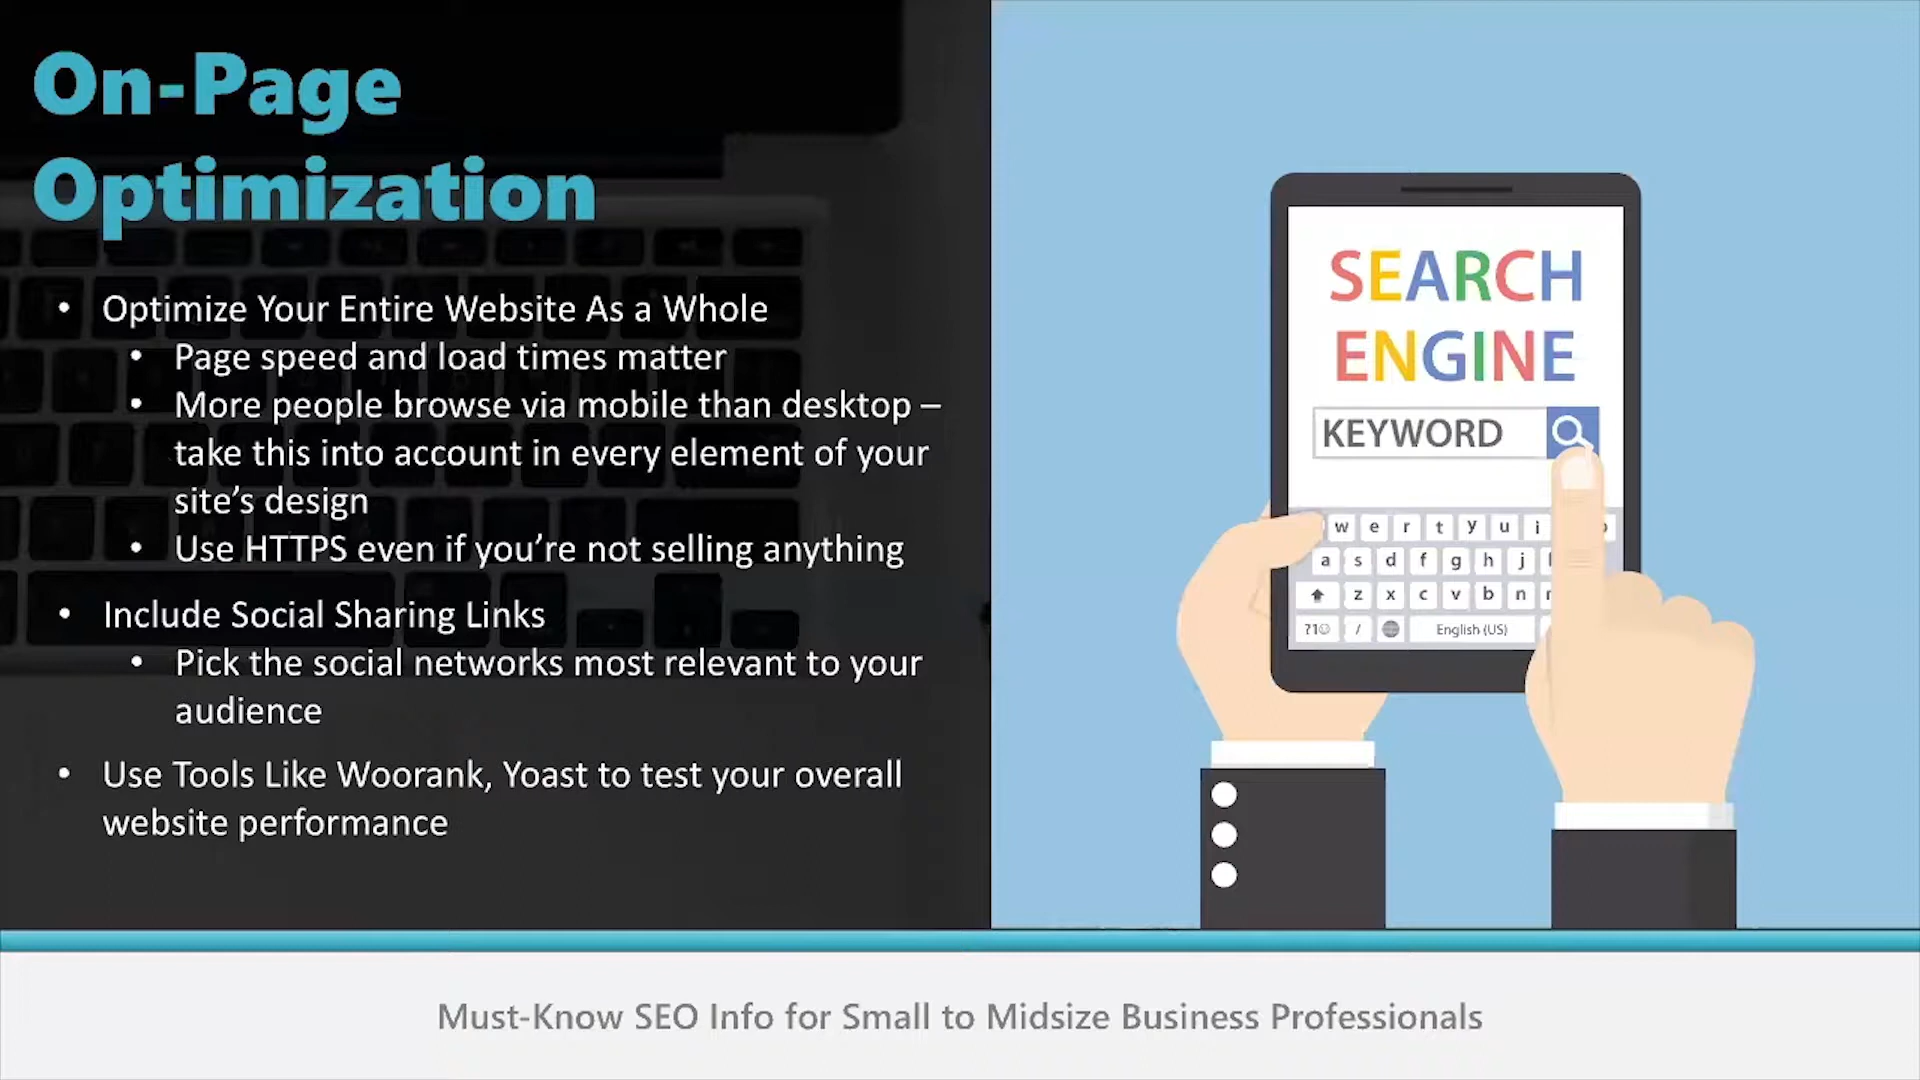 On-Page
Optimization
• Optimize Your Entire Website As a Whole
• Page speed and load times matter
• More people browse via mobile than desktop –
take this into account in every element of your
site’s design
• Use HTTPS even if you’re not selling anything
• Include Social Sharing Links
• Pick the social networks most relevant to your
audience
• Use Tools Like Woorank, Yoast to test your overall
website performance
SEARCH
ENGINE
KEYWORD
w e r t y u i
a s d f g h j
z x c v b n
?1☺ / English (US)
Must-Know SEO Info for Small to Midsize Business Professionals